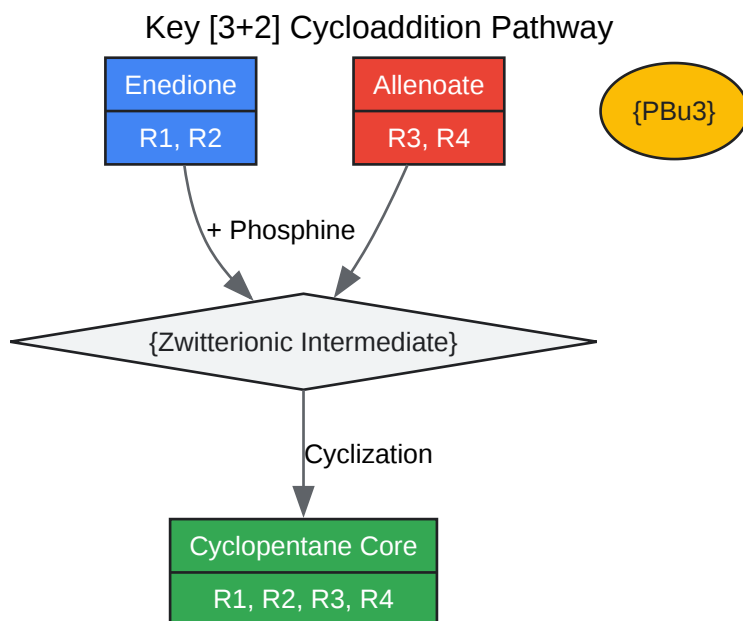 Key [3+2] Cycloaddition Pathway
Enedione
R1, R2
Allenoate
R3, R4
{PBu3}
+ Phosphine
{Zwitterionic Intermediate}
Cyclization
Cyclopentane Core
R1, R2, R3, R4